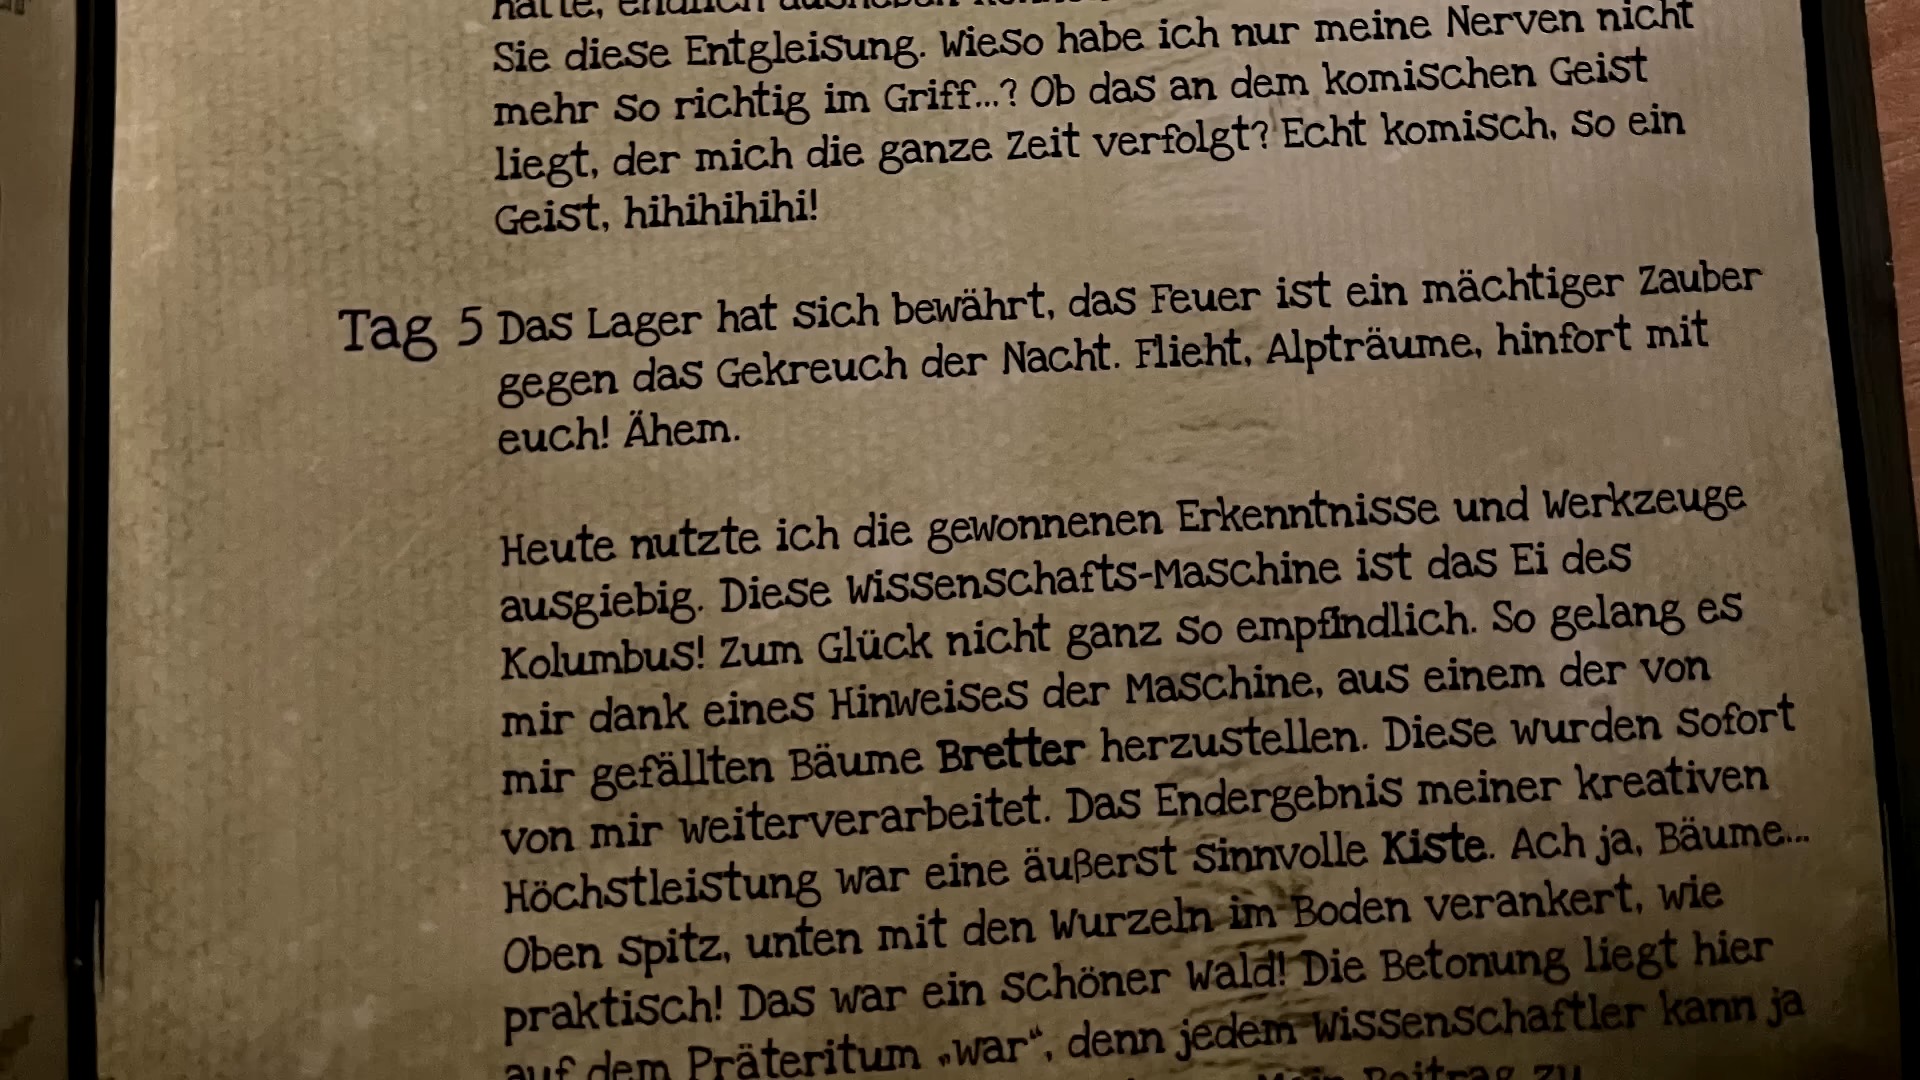 hatte, endlich
Sie diese Entgleisung. Wieso habe ich nur meine Nerven nicht
mehr so richtig im Griff...? Ob das an dem komischen Geist
liegt, der mich die ganze Zeit verfolgt? Echt komisch, so ein
Geist, hihihihihi!
Tag 5 Das Lager hat sich bewährt, das Feuer ist ein mächtiger Zauber
gegen das Gekreuch der Nacht. Flieht, Alpträume, hinfort mit
euch! Ähem.
Heute nutzte ich die gewonnenen Erkenntnisse und Werkzeuge
ausgiebig. Diese Wissenschafts-Maschine ist das Ei des
Kolumbus! Zum Glück nicht ganz so empfindlich. So gelang es
mir dank eines Hinweises der Maschine, aus einem der von
mir gefällten Bäume Bretter herzustellen. Diese wurden sofort
von mir weiterverarbeitet. Das Endergebnis meiner kreativen
Höchstleistung war eine äußerst sinnvolle Kiste. Ach ja, Bäume...
Oben spitz, unten mit den Wurzeln im Boden verankert, wie
praktisch! Das war ein schöner Wald! Die Betonung liegt hier
auf dem Präteritum „war“, denn jedem Wissenschaftler kann ja
Mein Beitrag zu